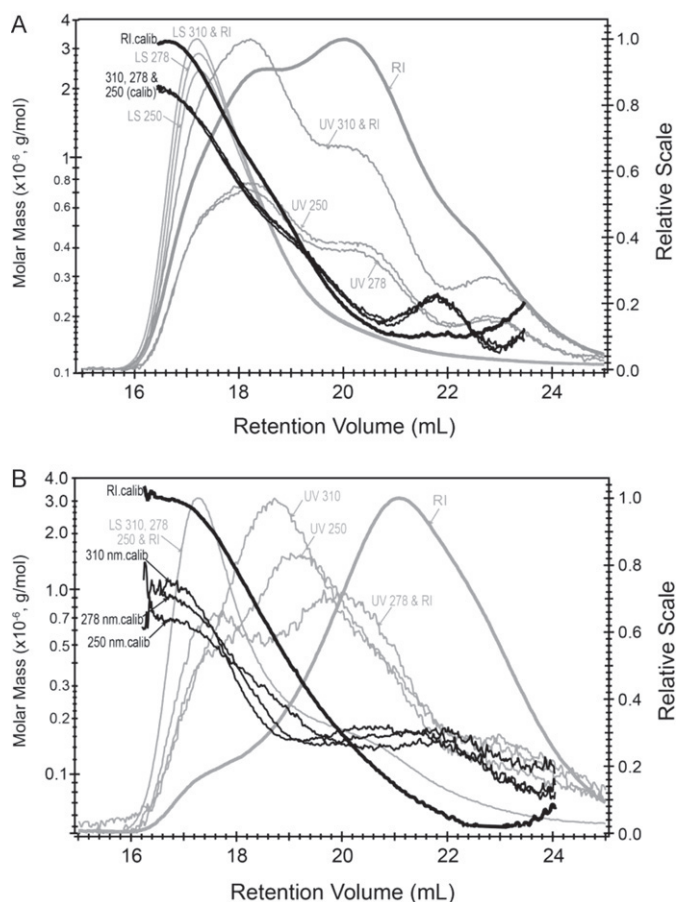 A
4
3
2
1
0.8
0.6
0.4
0.3
0.2
0.1
Molar Mass (x10⁻⁶, g/mol)
RI.calib
310, 278 &
250 (calib)
LS 310 & RI
LS 278
LS 250
UV 310 & RI
UV 250
UV 278
RI
1.0
0.8
0.6
0.4
0.2
0.0
Relative Scale
16 18 20 22 24
Retention Volume (mL)
B
4.0
3.0
2.0
1.0
0.7
0.5
0.3
0.2
0.1
Molar Mass (x10⁻⁶, g/mol)
RI.calib
LS 310, 278
250 & RI
310 nm.calib
278 nm.calib
250 nm.calib
UV 310
UV 250
UV 278 & RI
RI
1.0
0.8
0.6
0.4
0.2
0.0
Relative Scale
16 18 20 22 24
Retention Volume (mL)